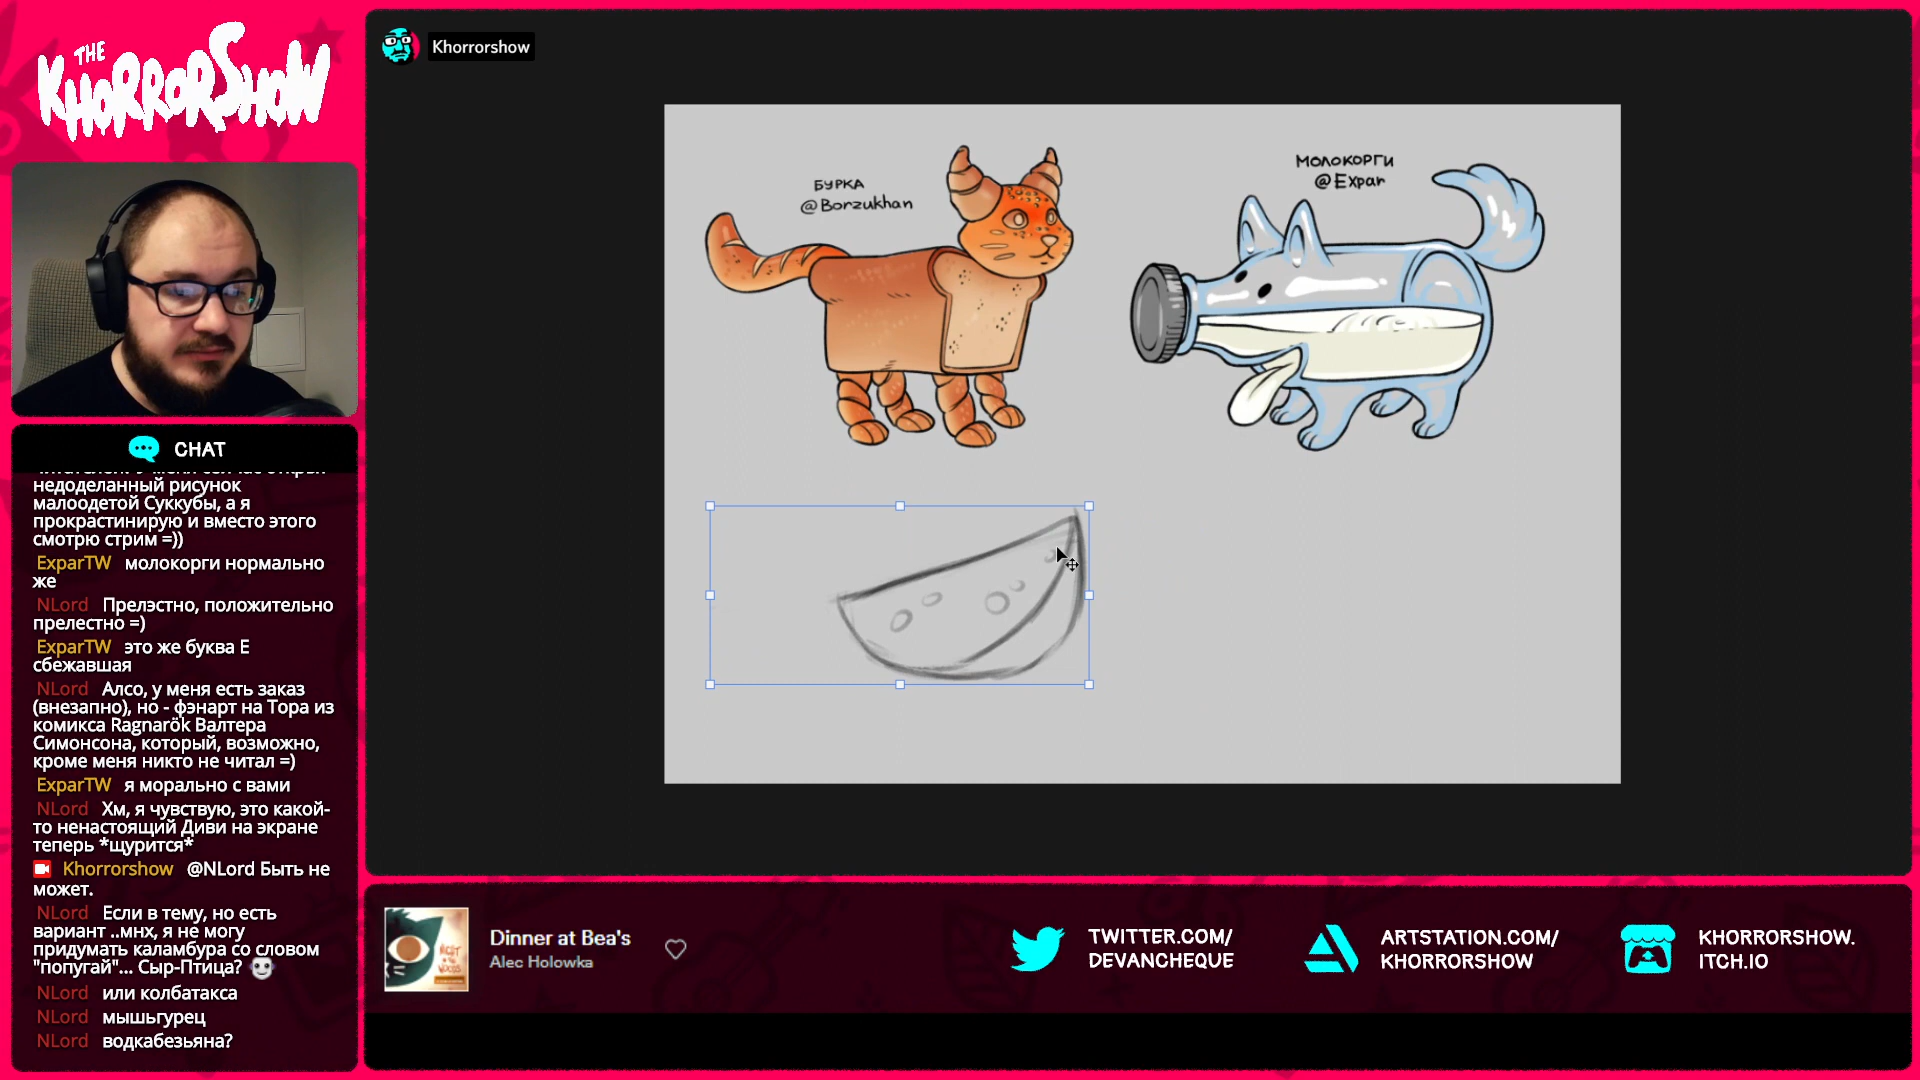 THE
KHORRORSHOW
Khorrorshow
БУРКА
@Borzukhan
МОЛОКОРГИ
@Expar
CHAT
недоделанный рисунок
малоодетой Суккубы, а я
прокрастинирую и вместо этого
смотрю стрим =))
ExparTW молокорги нормально
же
NLord Прелэстно, положительно
прелестно =)
ExparTW это же буква Е
сбежавшая
NLord Алсо, у меня есть заказ
(внезапно), но - фэнарт на Тора из
комикса Ragnarök Валтера
Симонсона, который, возможно,
кроме меня никто не читал =)
ExparTW я морально с вами
NLord Хм, я чувствую, это какой-
то ненастоящий Диви на экране
теперь *щурится*
Khorrorshow @NLord Быть не
может.
NLord Если в тему, но есть
вариант ..мнх, я не могу
придумать каламбура со словом
"попугай"... Сыр-Птица?
NLord или колбатакса
NLord мышьгурец
NLord водкабезьяна?
Dinner at Bea's
Alec Holowka
TWITTER.COM/
DEVANCHEQUE
ARTSTATION.COM/
KHORRORSHOW
KHORRORSHOW.
ITCH.IO